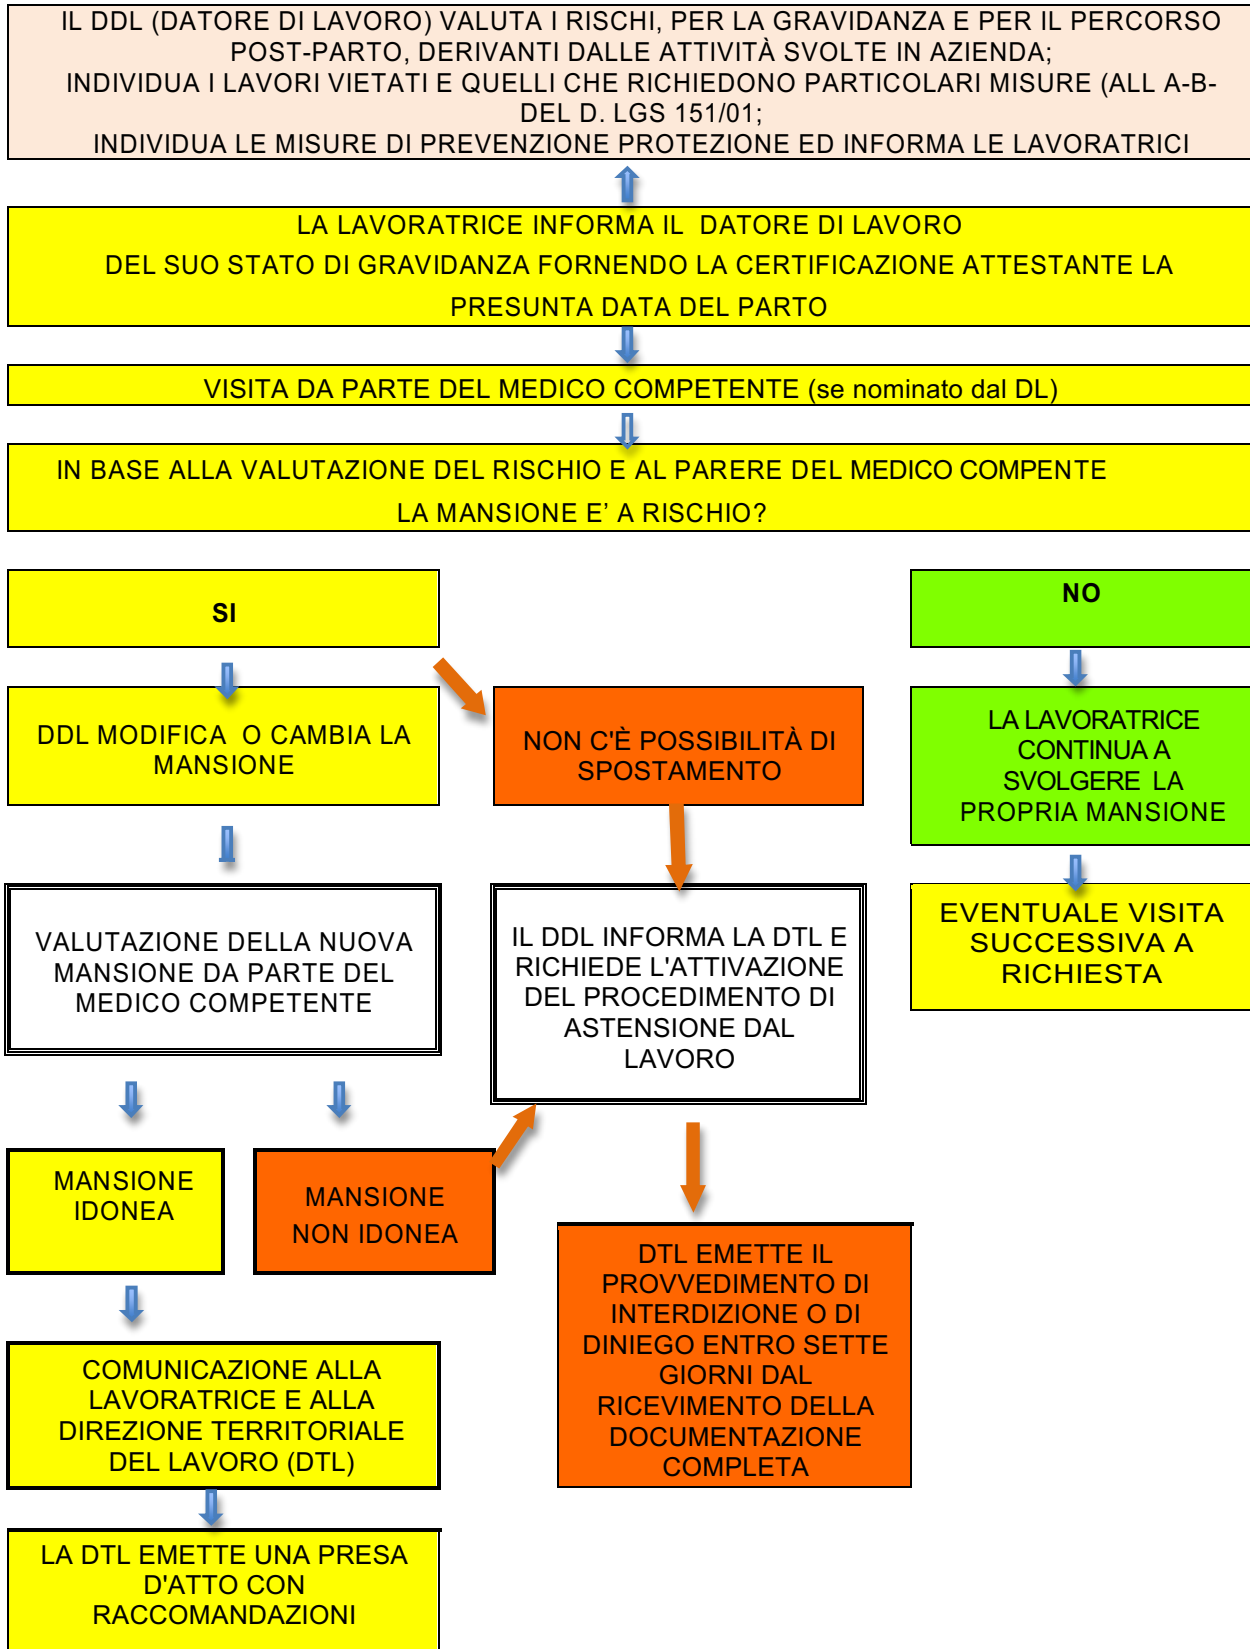 IL DDL (DATORE DI LAVORO) VALUTA I RISCHI, PER LA GRAVIDANZA E PER IL PERCORSO
POST-PARTO, DERIVANTI DALLE ATTIVITÀ SVOLTE IN AZIENDA;
INDIVIDUA I LAVORI VIETATI E QUELLI CHE RICHIEDONO PARTICOLARI MISURE (ALL A-B-
DEL D. LGS 151/01;
INDIVIDUA LE MISURE DI PREVENZIONE PROTEZIONE ED INFORMA LE LAVORATRICI
LA LAVORATRICE INFORMA IL DATORE DI LAVORO
DEL SUO STATO DI GRAVIDANZA FORNENDO LA CERTIFICAZIONE ATTESTANTE LA
PRESUNTA DATA DEL PARTO
VISITA DA PARTE DEL MEDICO COMPETENTE (se nominato dal DL)
IN BASE ALLA VALUTAZIONE DEL RISCHIO E AL PARERE DEL MEDICO COMPENTE
LA MANSIONE E' A RISCHIO?
SI
NO
DDL MODIFICA O CAMBIA LA
MANSIONE
NON C'È POSSIBILITÀ DI
SPOSTAMENTO
LA LAVORATRICE
CONTINUA A
SVOLGERE LA
PROPRIA MANSIONE
VALUTAZIONE DELLA NUOVA
MANSIONE DA PARTE DEL
MEDICO COMPETENTE
IL DDL INFORMA LA DTL E
RICHIEDE L'ATTIVAZIONE
DEL PROCEDIMENTO DI
ASTENSIONE DAL
LAVORO
EVENTUALE VISITA
SUCCESSIVA A
RICHIESTA
MANSIONE
IDONEA
MANSIONE
NON IDONEA
DTL EMETTE IL
PROVVEDIMENTO DI
INTERDIZIONE O DI
DINIEGO ENTRO SETTE
GIORNI DAL
RICEVIMENTO DELLA
DOCUMENTAZIONE
COMPLETA
COMUNICAZIONE ALLA
LAVORATRICE E ALLA
DIREZIONE TERRITORIALE
DEL LAVORO (DTL)
LA DTL EMETTE UNA PRESA
D'ATTO CON
RACCOMANDAZIONI